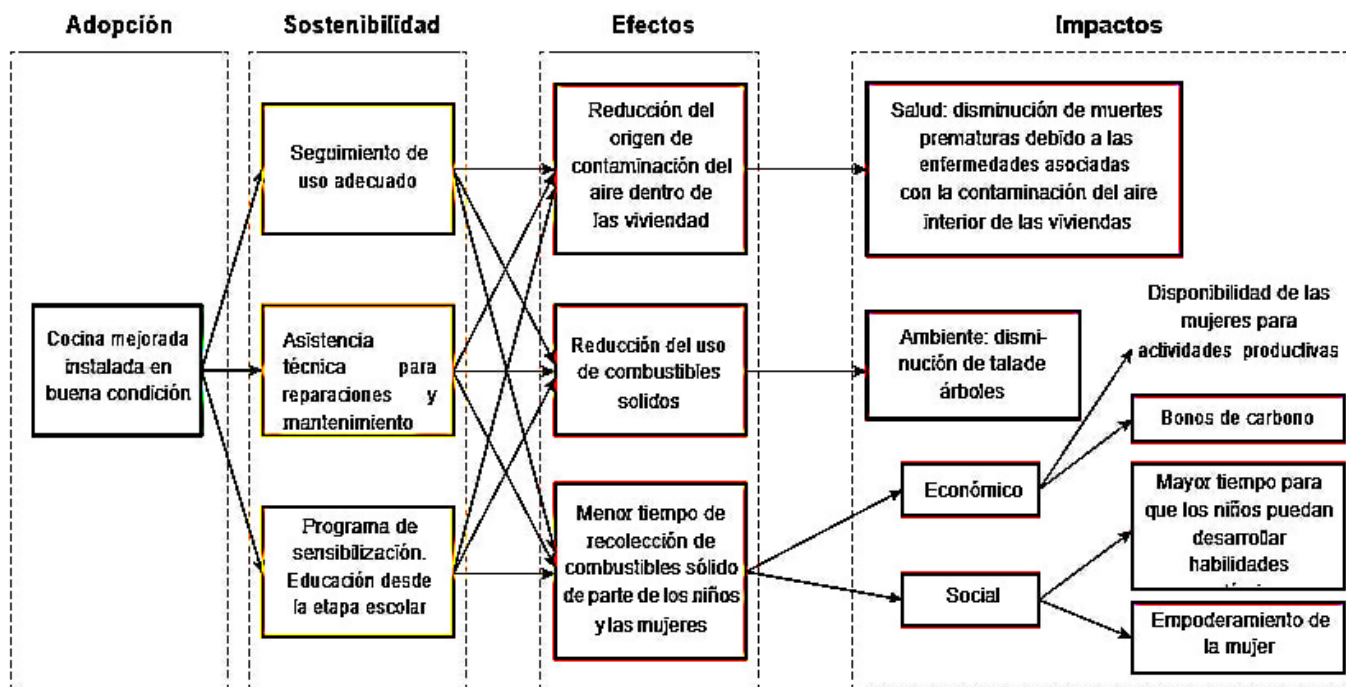 Adopción
Sostenibilidad
Efectos
Impactos
Cocina mejorada
instalada en
buena condición
Seguimiento de
uso adecuado
Asistencia
técnica para
reparaciones y
mantenimiento
Programa de
sensibilización.
Educación desde
la etapa escolar
Reducción del
origen de
contaminación del
aire dentro de
las viviendad
Reducción del uso
de combustibles
solidos
Menor tiempo de
recolección de
combustibles sólido
de parte de los niños
y las mujeres
Salud: disminución de muertes
prematuras debido a las
enfermedades asociadas
con la contaminación del aire
interior de las viviendas
Ambiente: dismi-
nución de talade
árboles
Económico
Social
Disponibilidad de las
mujeres para
actividades productivas
Bonos de carbono
Mayor tiempo para
que los niños puedan
desarrollar
habilidades
Empoderamiento de
la mujer